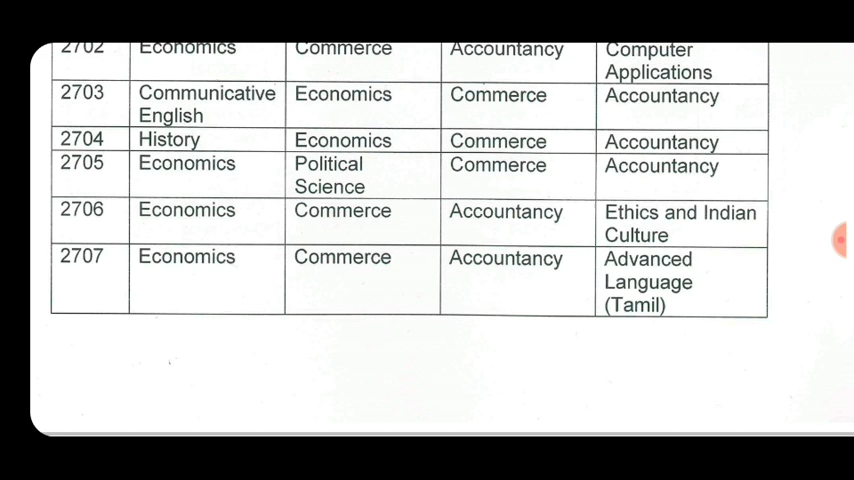 2702 Economics Commerce Accountancy Computer
Applications
2703 Communicative Economics Commerce Accountancy
English
2704 History Economics Commerce Accountancy
2705 Economics Political Commerce Accountancy
Science
2706 Economics Commerce Accountancy Ethics and Indian
Culture
2707 Economics Commerce Accountancy Advanced
Language
(Tamil)